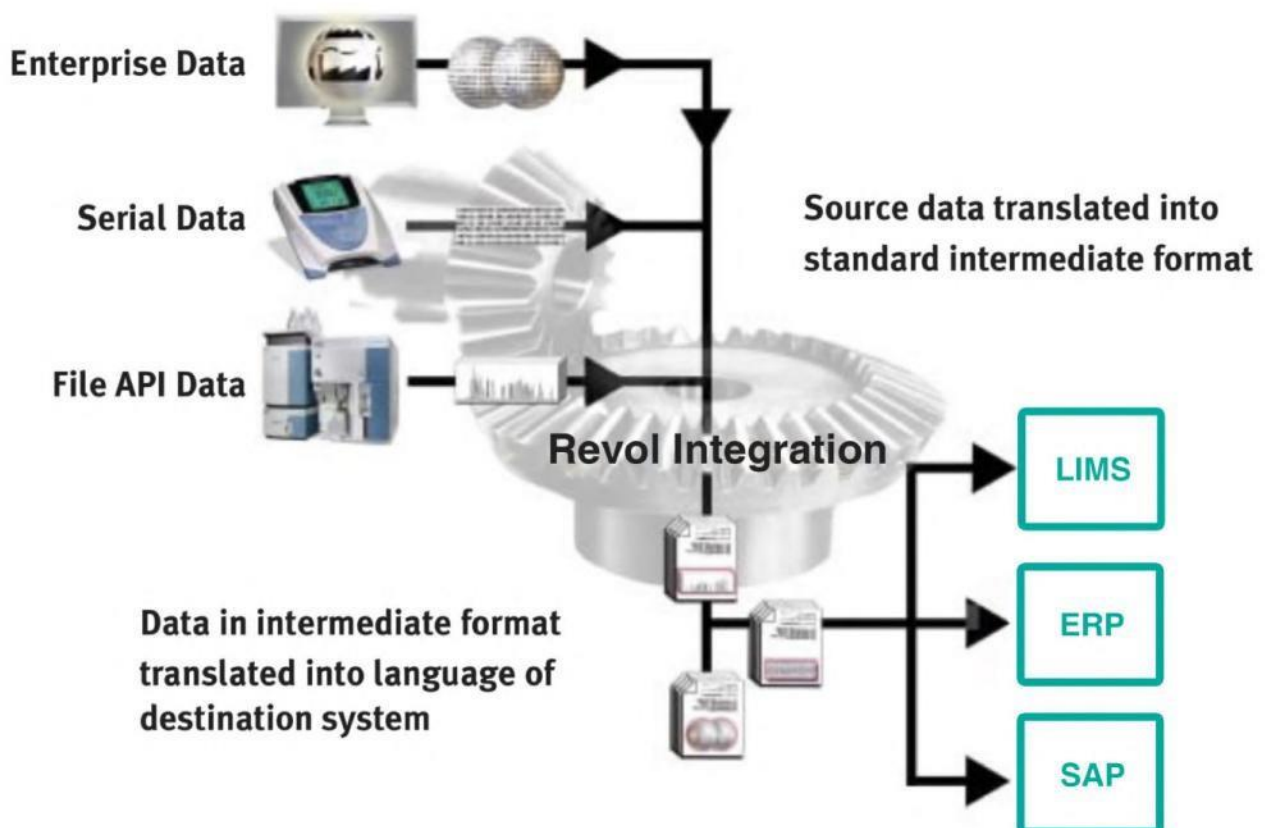 Enterprise Data
Serial Data
Source data translated into
standard intermediate format
File API Data
Revol Integration
LIMS
Data in intermediate format
translated into language of
destination system
ERP
SAP